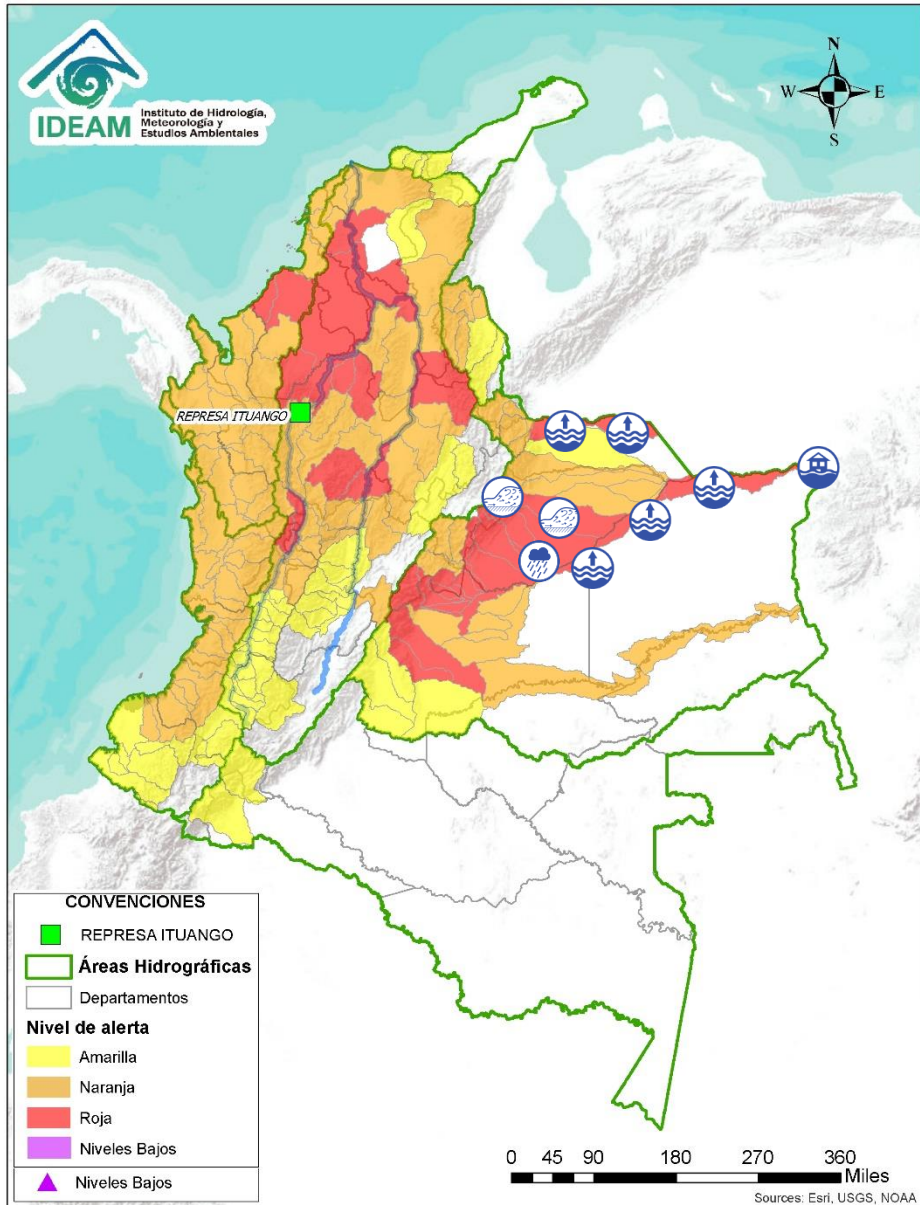 IDEAM
Instituto de Hidrología,
Meteorología y
Estudios Ambientales
N
W
E
S
REPRESA ITUANGO
CONVENCIONES
REPRESA ITUANGO
Áreas Hidrográficas
Departamentos
Nivel de alerta
Amarilla
Naranja
Roja
Niveles Bajos
Niveles Bajos
0 45 90 180 270 360
Miles
Sources: Esri, USGS, NOAA